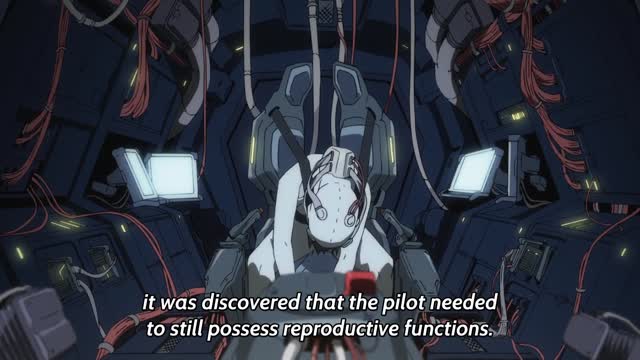 it was discovered that the pilot needed
to still possess reproductive functions.